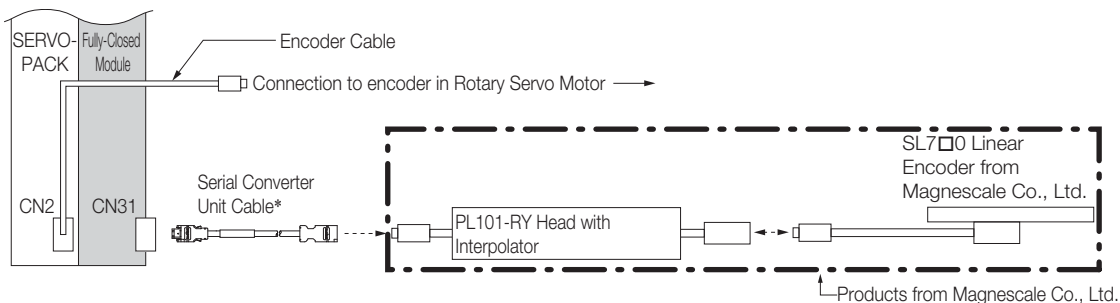 SERVO-
PACK
Fully-Closed
Module
Encoder Cable
Connection to encoder in Rotary Servo Motor
CN2
CN31
Serial Converter
Unit Cable*
PL101-RY Head with
Interpolator
SL7□0 Linear
Encoder from
Magnescale Co., Ltd.
Products from Magnescale Co., Ltd.